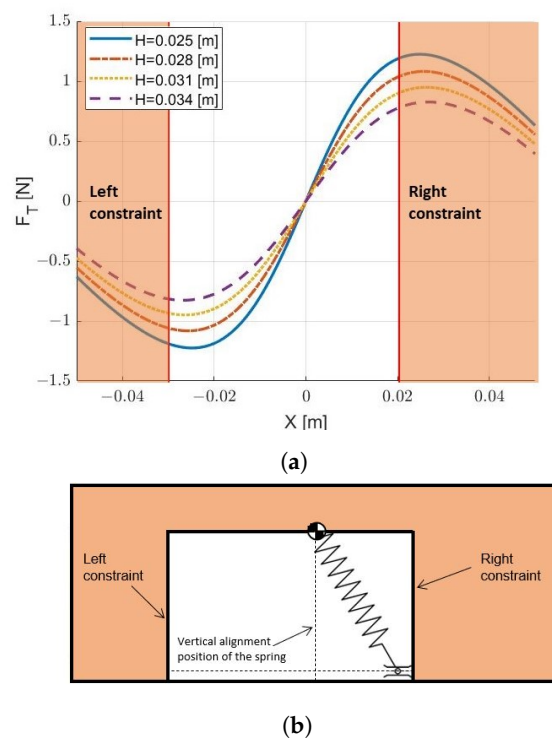 (a)
1.5
1
0.5
0
-0.5
-1
-1.5
F_T [N]
H=0.025 [m]
H=0.028 [m]
H=0.031 [m]
H=0.034 [m]
Left
constraint
Right
constraint
−0.04
−0.02
0
0.02
0.04
X [m]
(a)
Left
constraint
Right
constraint
Vertical alignment
position of the spring
(b)